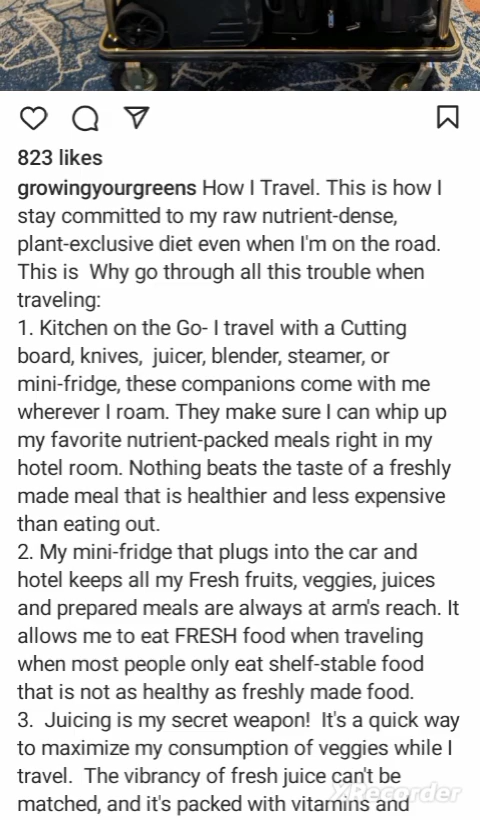 823 likes
growingyourgreens How I Travel. This is how I
stay committed to my raw nutrient-dense,
plant-exclusive diet even when I'm on the road.
This is  Why go through all this trouble when
traveling:
1. Kitchen on the Go- I travel with a Cutting
board, knives,  juicer, blender, steamer, or
mini-fridge, these companions come with me
wherever I roam. They make sure I can whip up
my favorite nutrient-packed meals right in my
hotel room. Nothing beats the taste of a freshly
made meal that is healthier and less expensive
than eating out.
2. My mini-fridge that plugs into the car and
hotel keeps all my Fresh fruits, veggies, juices
and prepared meals are always at arm's reach. It
allows me to eat FRESH food when traveling
when most people only eat shelf-stable food
that is not as healthy as freshly made food.
3.  Juicing is my secret weapon!  It's a quick way
to maximize my consumption of veggies while I
travel.  The vibrancy of fresh juice can't be
matched, and it's packed with vitamins and
XRecorder